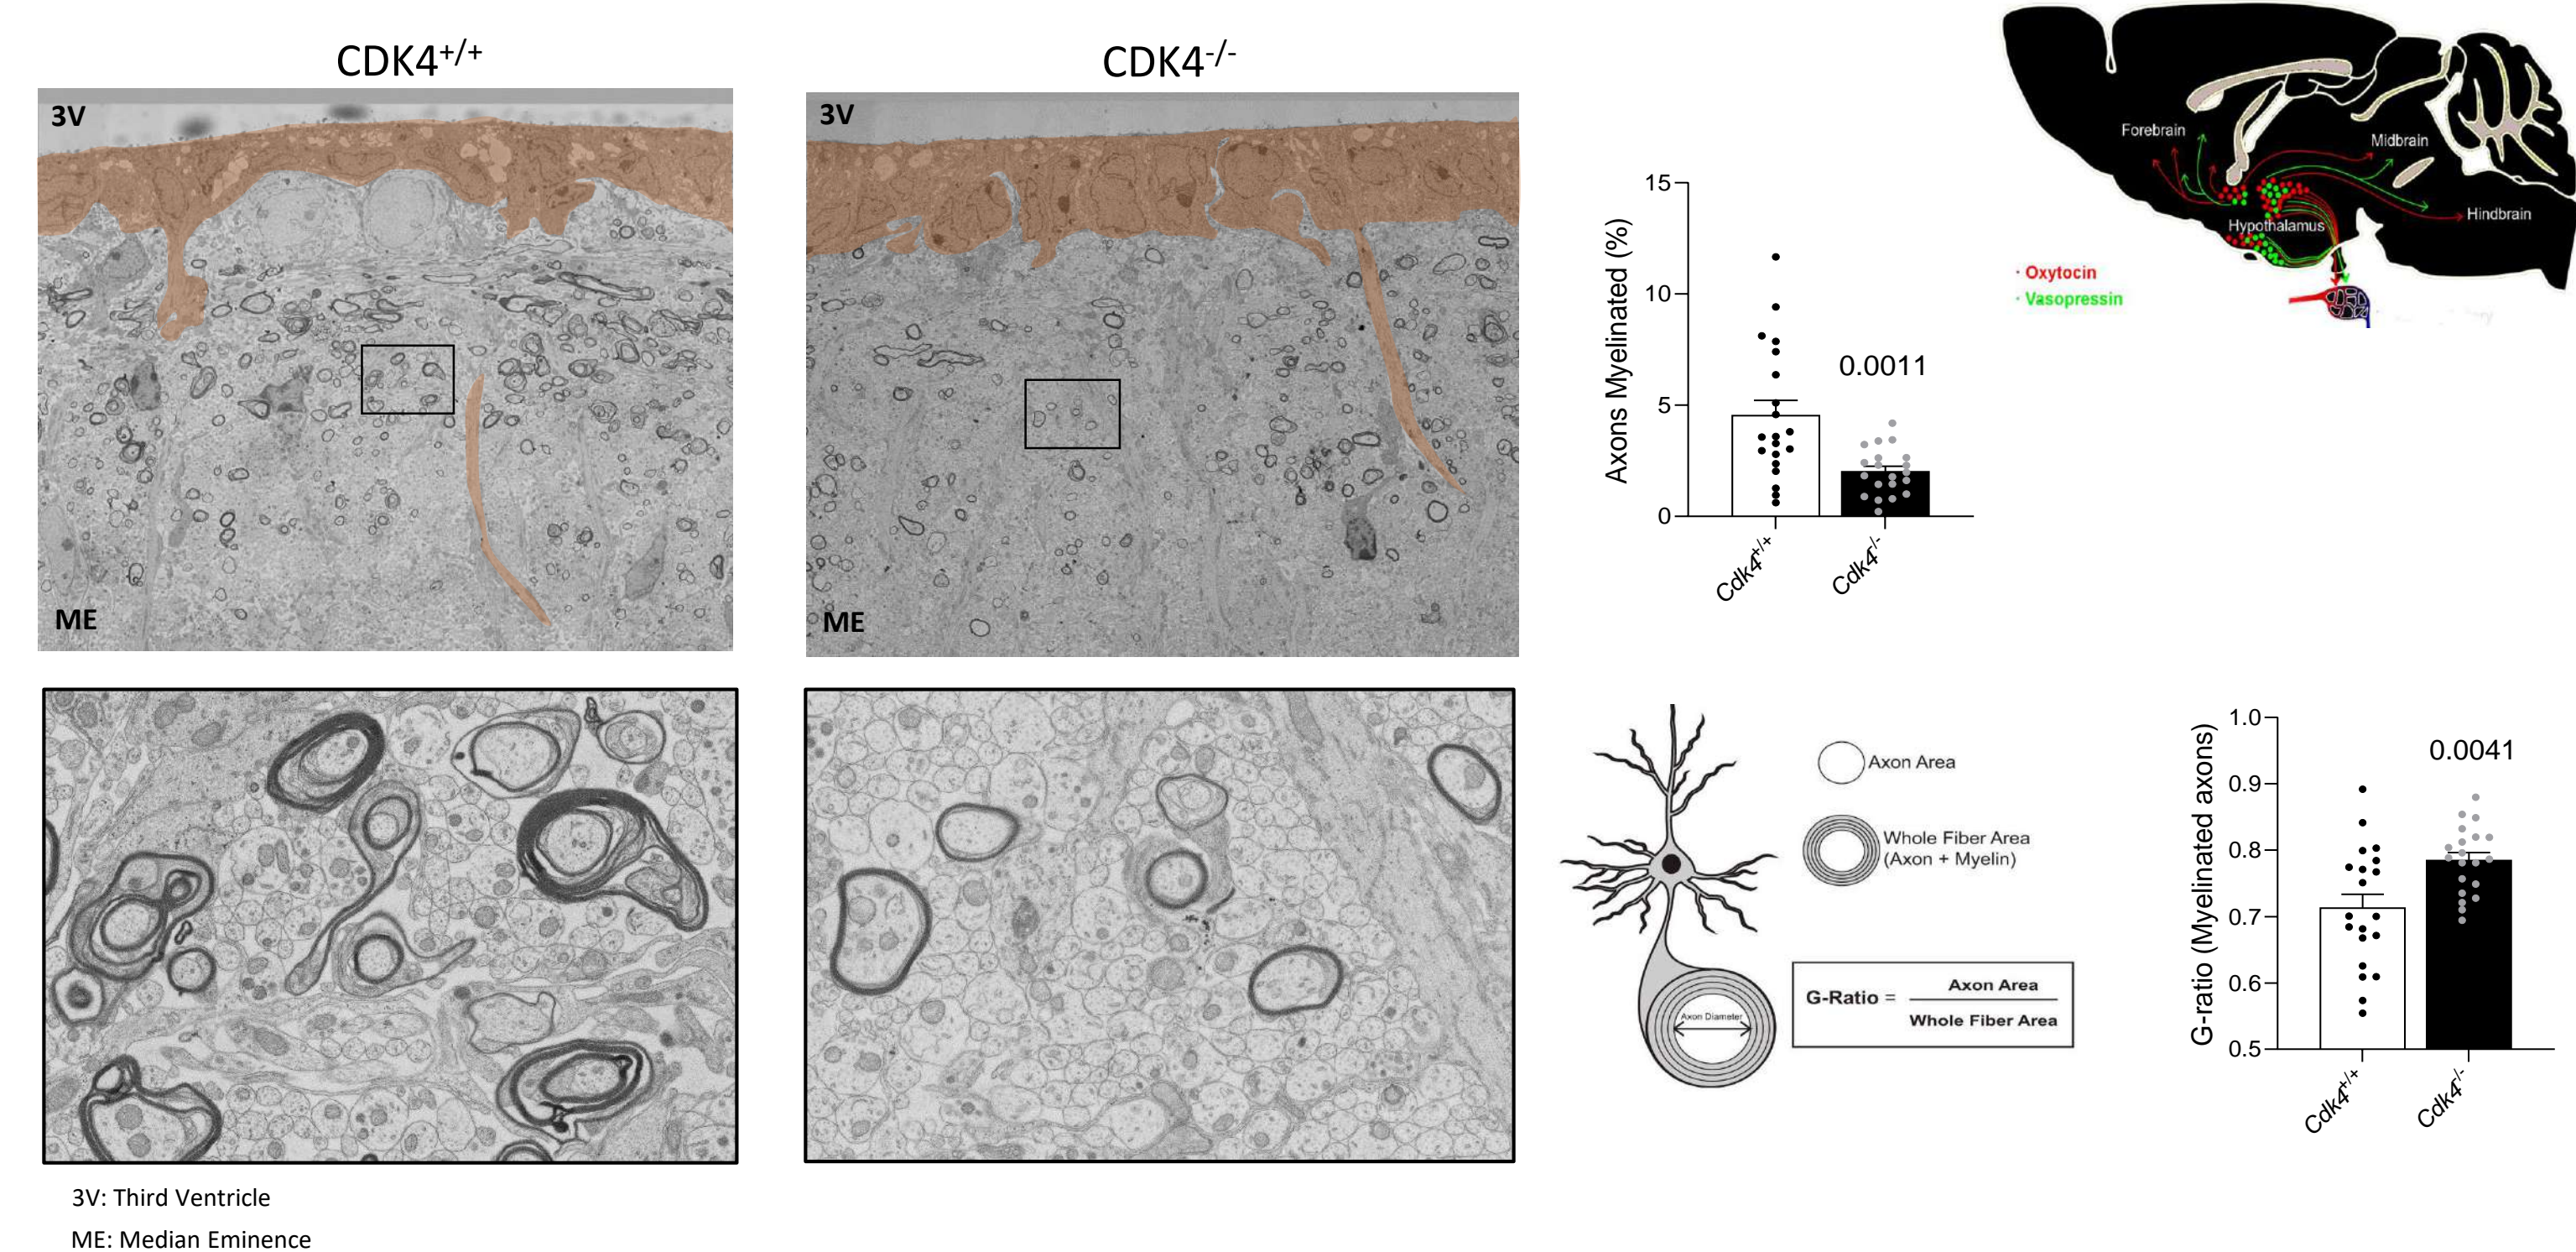 CDK4+/+
CDK4-/-
3V
ME
3V
ME
3V: Third Ventricle
ME: Median Eminence
Axons Myelinated (%)
15
10
5
0
0.0011
Cdk4+/+
Cdk4-/-
Forebrain
Midbrain
Hindbrain
Hypothalamus
· Oxytocin
· Vasopressin
Axon Area
Whole Fiber Area
(Axon + Myelin)
Axon Diameter
G-Ratio = Axon Area
Whole Fiber Area
G-ratio (Myelinated axons)
1.0
0.9
0.8
0.7
0.6
0.5
0.0041
Cdk4+/+
Cdk4-/-